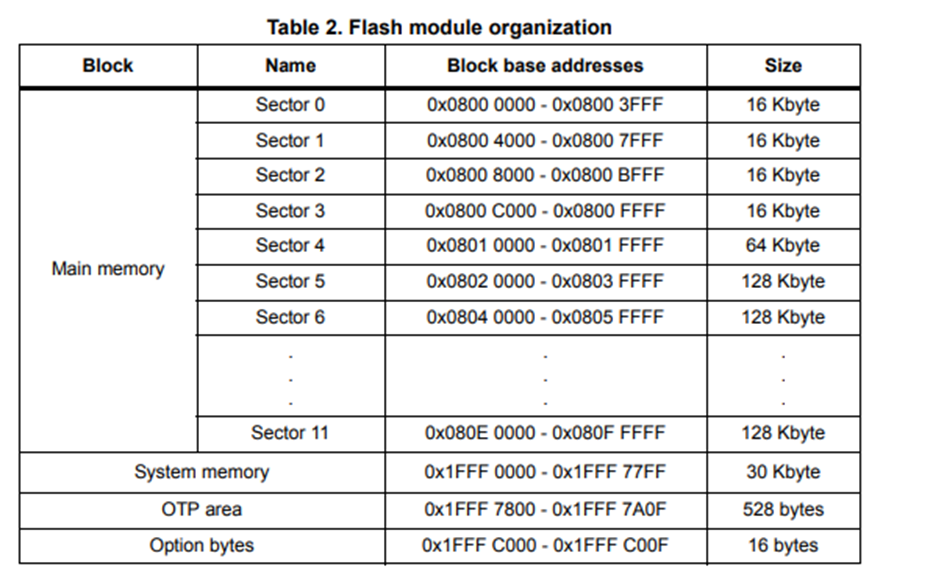 Table 2. Flash module organization
Block Name Block base addresses Size
Sector 0 0x0800 0000 - 0x0800 3FFF 16 Kbyte
Sector 1 0x0800 4000 - 0x0800 7FFF 16 Kbyte
Sector 2 0x0800 8000 - 0x0800 BFFF 16 Kbyte
Sector 3 0x0800 C000 - 0x0800 FFFF 16 Kbyte
Sector 4 0x0801 0000 - 0x0801 FFFF 64 Kbyte
Main memory
Sector 5 0x0802 0000 - 0x0803 FFFF 128 Kbyte
Sector 6 0x0804 0000 - 0x0805 FFFF 128 Kbyte
. . .
. . .
. . .
Sector 11 0x080E 0000 - 0x080F FFFF 128 Kbyte
System memory 0x1FFF 0000 - 0x1FFF 77FF 30 Kbyte
OTP area 0x1FFF 7800 - 0x1FFF 7A0F 528 bytes
Option bytes 0x1FFF C000 - 0x1FFF C00F 16 bytes